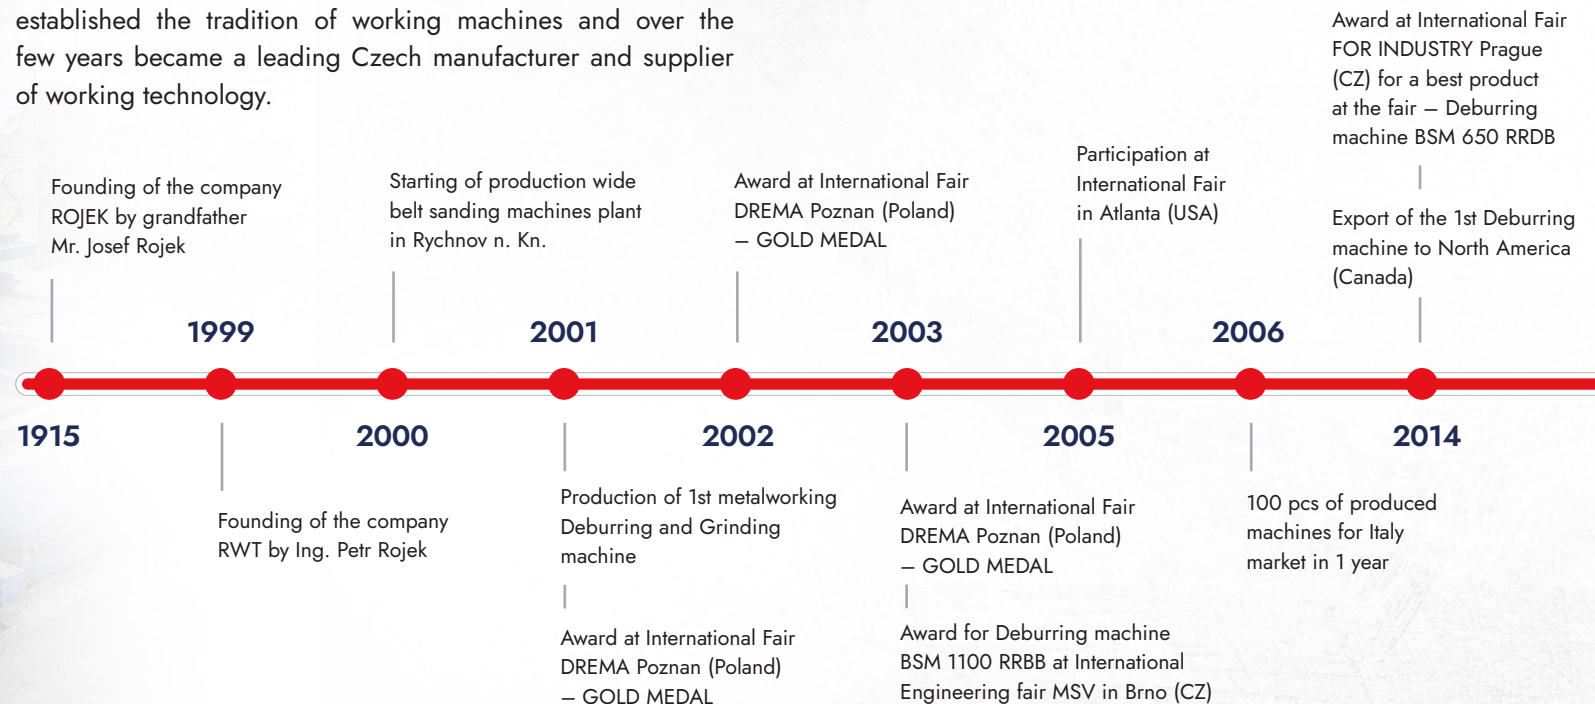 established the tradition of working machines and over the
few years became a leading Czech manufacturer and supplier
of working technology.
1915
Founding of the company
ROJEK by grandfather
Mr. Josef Rojek
1999
Founding of the company
RWT by Ing. Petr Rojek
2000
Starting of production wide
belt sanding machines plant
in Rychnov n. Kn.
2001
Production of 1st metalworking
Deburring and Grinding
machine
Award at International Fair
DREMA Poznan (Poland)
– GOLD MEDAL
2002
Award at International Fair
DREMA Poznan (Poland)
– GOLD MEDAL
2003
Award at International Fair
DREMA Poznan (Poland)
– GOLD MEDAL
Award for Deburring machine
BSM 1100 RRBB at International
Engineering fair MSV in Brno (CZ)
2005
Participation at
International Fair
in Atlanta (USA)
2006
100 pcs of produced
machines for Italy
market in 1 year
2014
Award at International Fair
FOR INDUSTRY Prague
(CZ) for a best product
at the fair – Deburring
machine BSM 650 RRDB
Export of the 1st Deburring
machine to North America
(Canada)